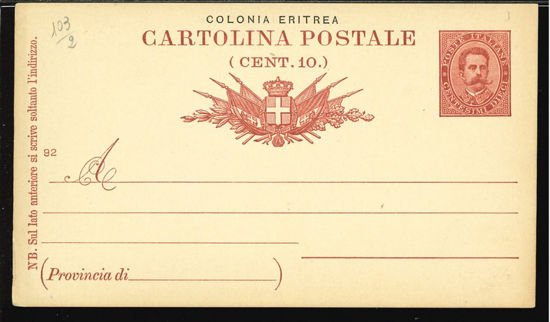 COLONIA ERITREA
103/2
CARTOLINA POSTALE
(CENT. 10.)
POSTE ITALIANE
CENTESIMI DIECI
NB. Sul lato anteriore si scrive soltanto l'indirizzo.
92
A
(Provincia di)